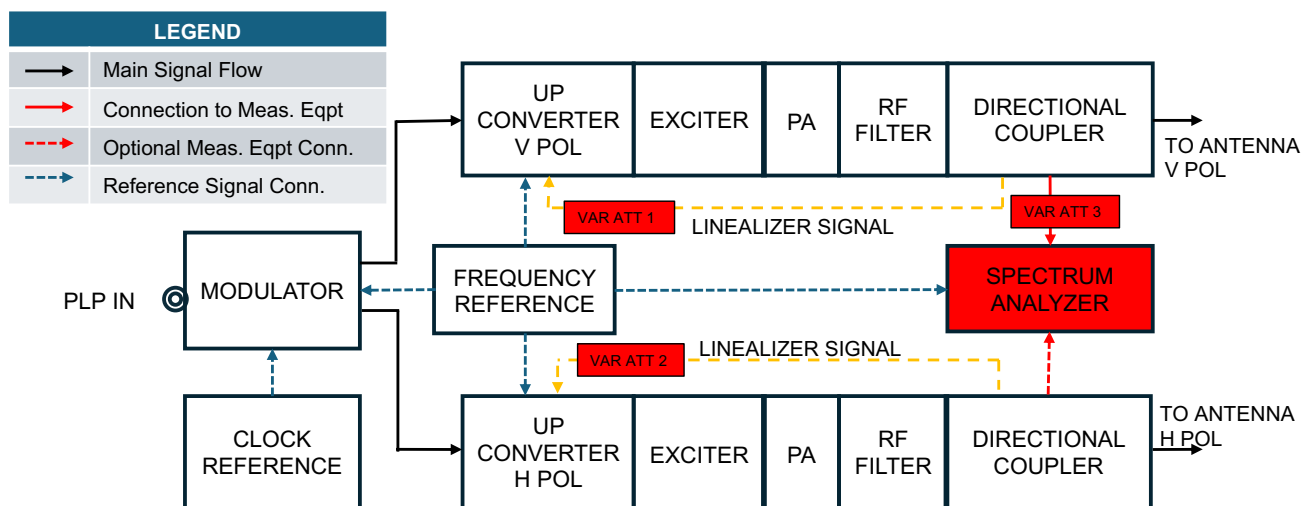 LEGEND
Main Signal Flow
Connection to Meas. Eqpt
Optional Meas. Eqpt Conn.
Reference Signal Conn.
UP
CONVERTER
V POL
EXCITER
PA
RF
FILTER
DIRECTIONAL
COUPLER
TO ANTENNA
V POL
VAR ATT 1
LINEALIZER SIGNAL
VAR ATT 3
PLP IN
MODULATOR
FREQUENCY
REFERENCE
SPECTRUM
ANALYZER
VAR ATT 2
LINEALIZER SIGNAL
CLOCK
REFERENCE
UP
CONVERTER
H POL
EXCITER
PA
RF
FILTER
DIRECTIONAL
COUPLER
TO ANTENNA
H POL